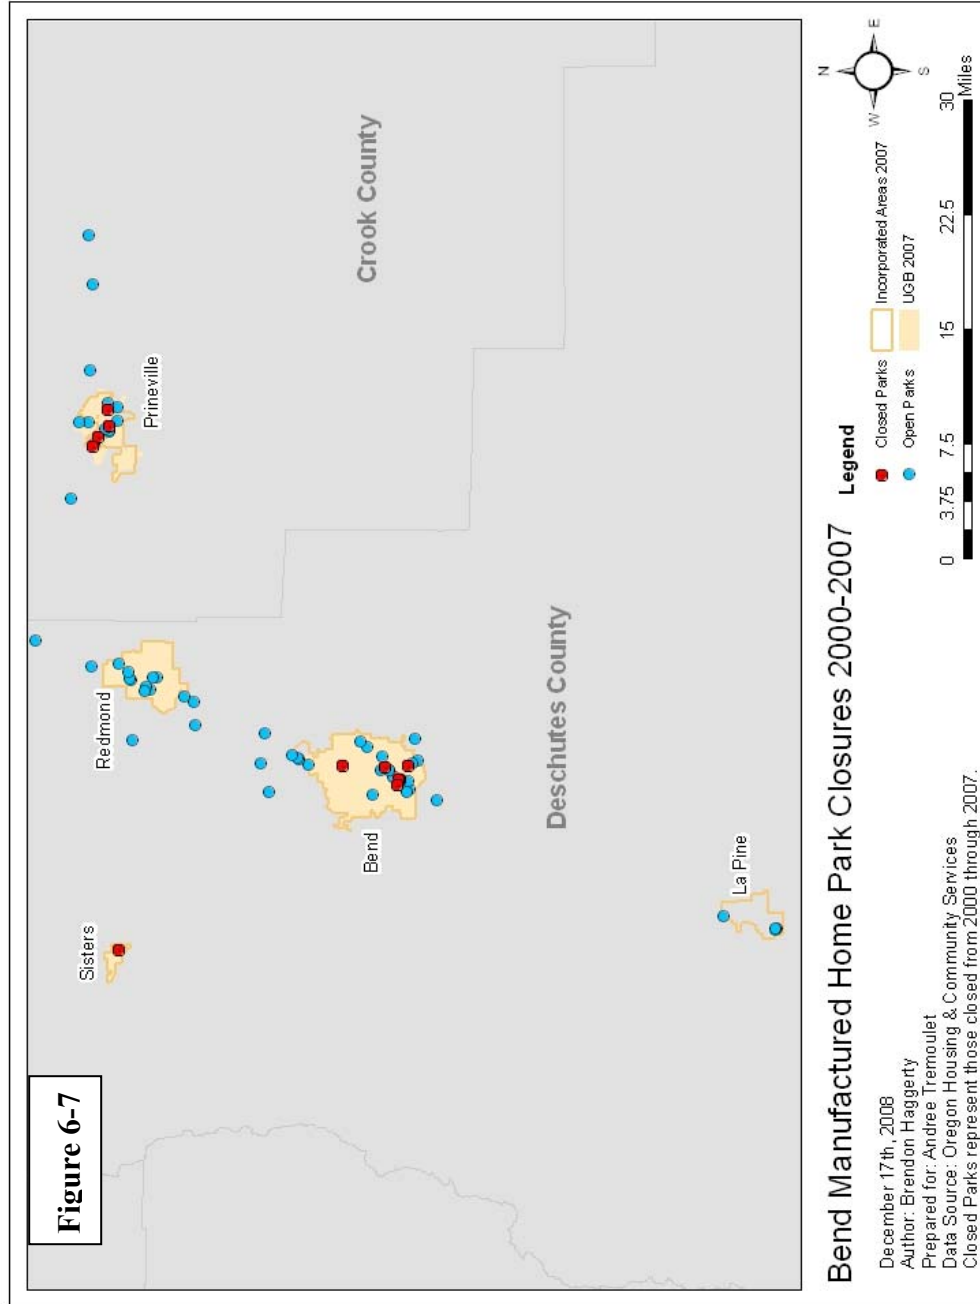 Figure 6-7
Sisters
Redmond
Prineville
Bend
La Pine
Crook County
Deschutes County
Bend Manufactured Home Park Closures 2000-2007
December 17th, 2008
Author: Brendon Haggerty
Prepared for: Andree Tremoulet
Data Source: Oregon Housing & Community Services
Closed Parks represent those closed from 2000 through 2007.
Legend
Closed Parks
Open Parks
Incorporated Areas 2007
UGB 2007
N
W
E
S
0 3.75 7.5 15 22.5 30
Miles